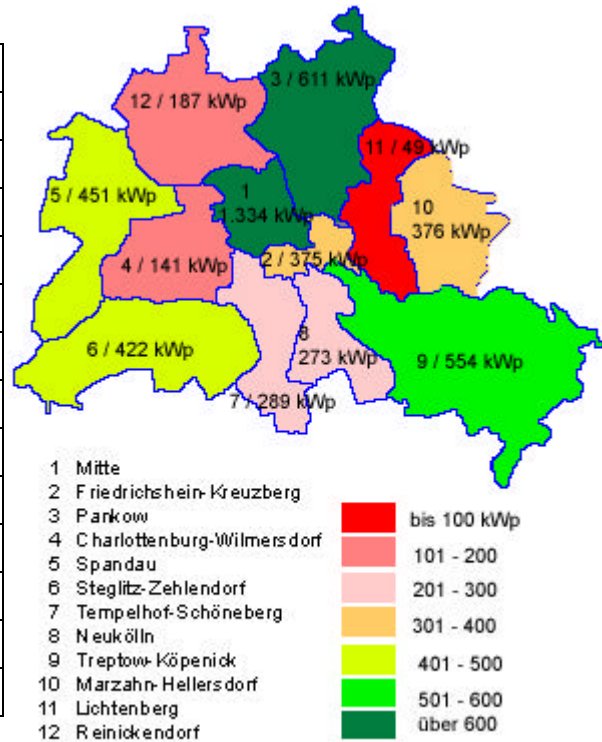 3 / 611 kWp
12 / 187 kWp
11 / 49 kWp
5 / 451 kWp
1
1.334 kWp
10
376 kWp
4 / 141 kWp
2 / 375 kWp
8
273 kWp
6 / 422 kWp
9 / 554 kWp
7 / 289 kWp
1 Mitte
2 Friedrichshein-Kreuzberg
3 Pankow
4 Charlottenburg-Wilmersdorf
5 Spandau
6 Steglitz-Zehlendorf
7 Tempelhof-Schöneberg
8 Neukölln
9 Treptow-Köpenick
10 Marzahn-Hellersdorf
11 Lichtenberg
12 Reinickendorf
bis 100 kWp
101 - 200
201 - 300
301 - 400
401 - 500
501 - 600
über 600